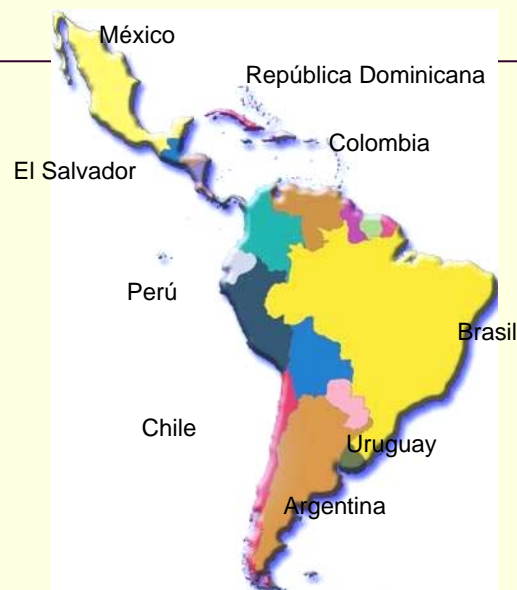 México
República Dominicana
Colombia
El Salvador
Perú
Brasil
Chile
Uruguay
Argentina